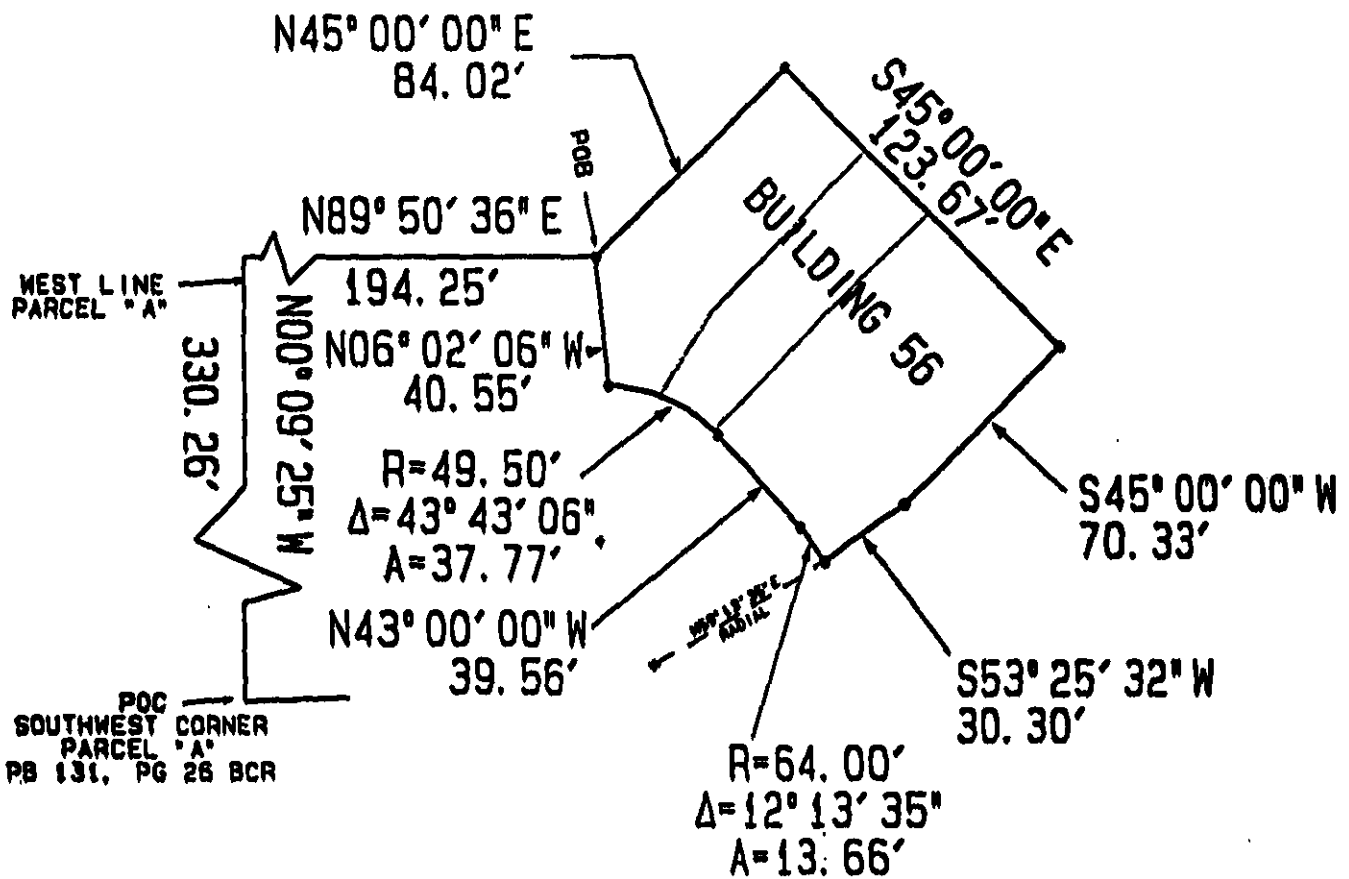 N45° 00' 00" E
84. 02'
S45° 00' 00" E
123. 67'
POB
N89° 50' 36" E
194. 25'
BUILDING 56
WEST LINE
PARCEL "A"
N00° 09' 25" W
330. 26'
N06° 02' 06" W
40. 55'
R=49. 50'
Δ=43° 43' 06"
A=37. 77'
S45° 00' 00" W
70. 33'
RADIAL
N43° 00' 00" W
39. 56'
S53° 25' 32" W
30. 30'
POC
SOUTHWEST CORNER
PARCEL "A"
PB 131, PG 26 BCR
R=64. 00'
Δ=12° 13' 35"
A=13. 66'